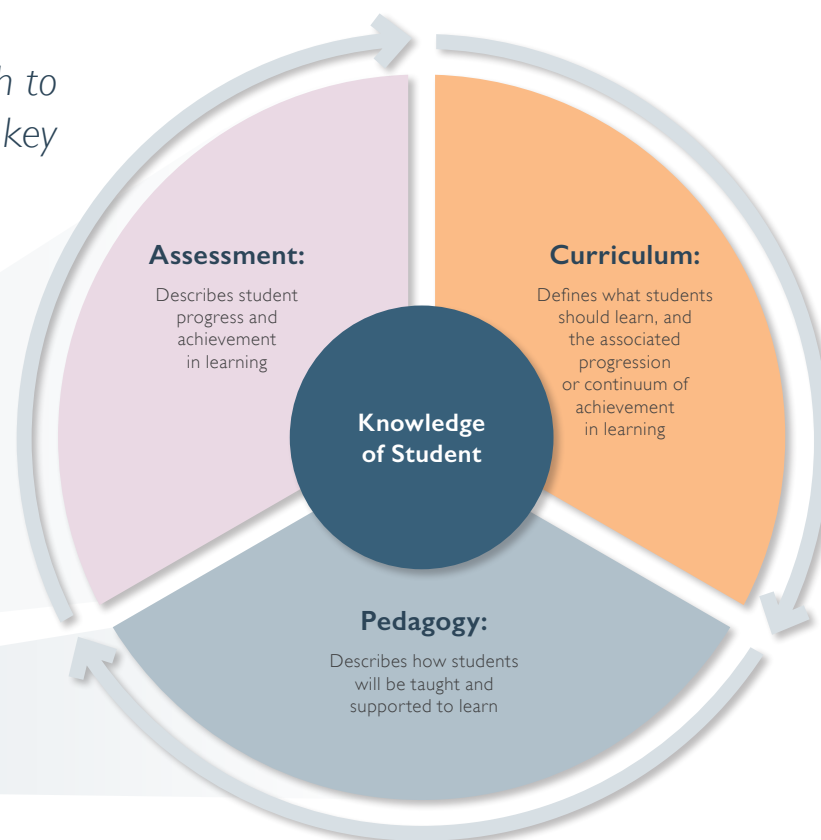 h to
key
Assessment:
Describes student
progress and
achievement
in learning
Curriculum:
Defines what students
should learn, and
the associated
progression
or continuum of
achievement
in learning
Knowledge
of Student
Pedagogy:
Describes how students
will be taught and
supported to learn